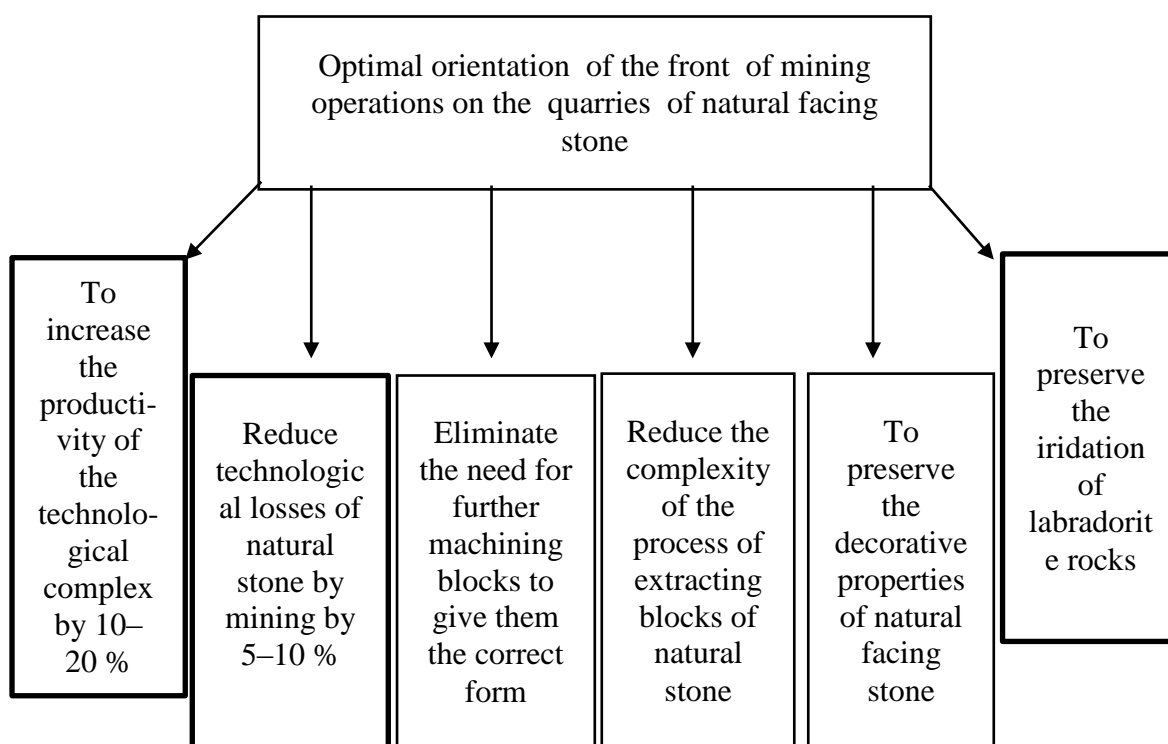 Optimal orientation of the front of mining
operations on the quarries of natural facing
stone
To
increase
the
producti-
vity of
the
technolo-
gical
complex
by 10–
20 %
Reduce
technologic
al losses of
natural
stone by
mining by
5–10 %
Eliminate
the need for
further
machining
blocks to
give them
the correct
form
Reduce the
complexity
of the
process of
extracting
blocks of
natural
stone
To
preserve
the
decorative
properties
of natural
facing
stone
To
preserve
the
iridation
of
labradorit
e rocks